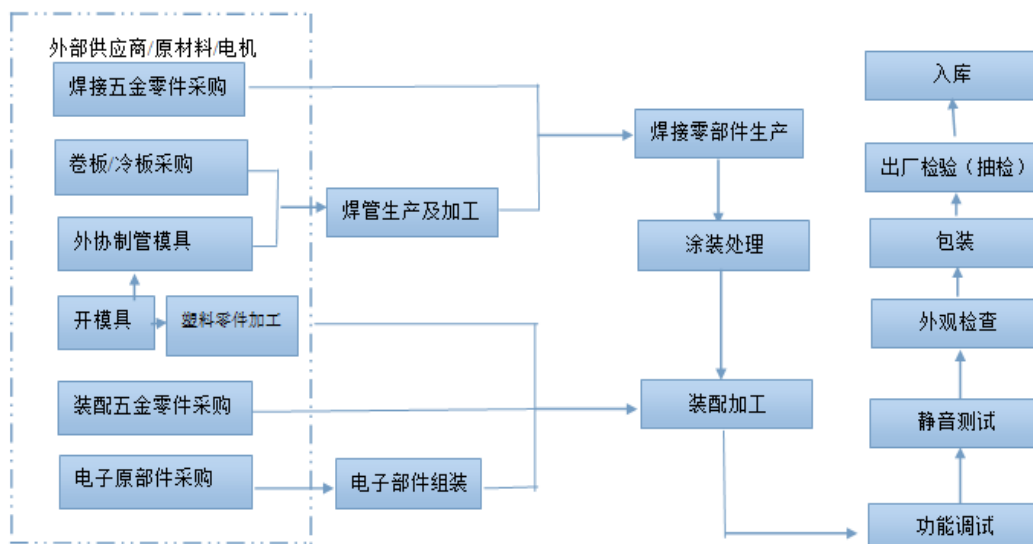 外部供应商/原材料/电机
焊接五金零件采购
卷板/冷板采购
外协制管模具
开模具
塑料零件加工
装配五金零件采购
电子原部件采购
焊管生产及加工
电子部件组装
焊接零部件生产
涂装处理
装配加工
入库
出厂检验（抽检）
包装
外观检查
静音测试
功能调试